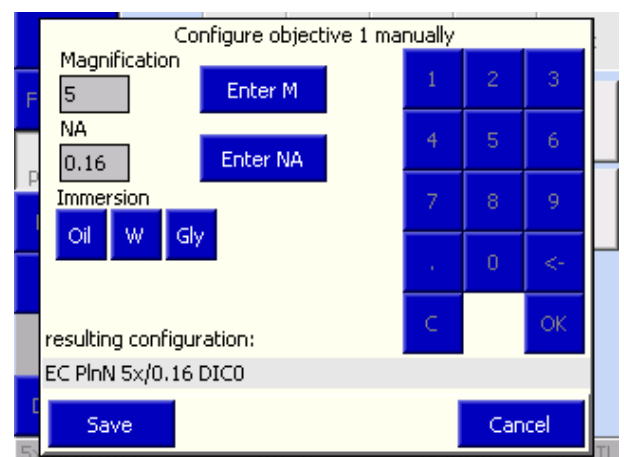 Configure objective 1 manually
Magnification
5
Enter M
NA
0.16
Enter NA
Immersion
Oil W Gly
1 2 3
4 5 6
7 8 9
. 0 <-
C OK
resulting configuration:
EC PlnN 5x/0.16 DIC0
Save Cancel